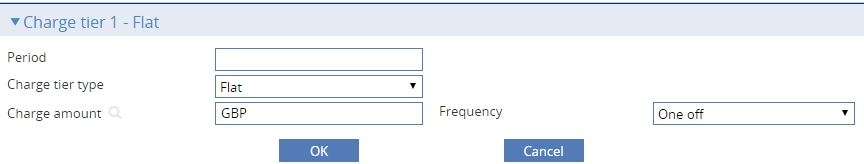 Charge tier 1 - Flat
Period
Charge tier type Flat
Charge amount GBP Frequency One off
OK Cancel